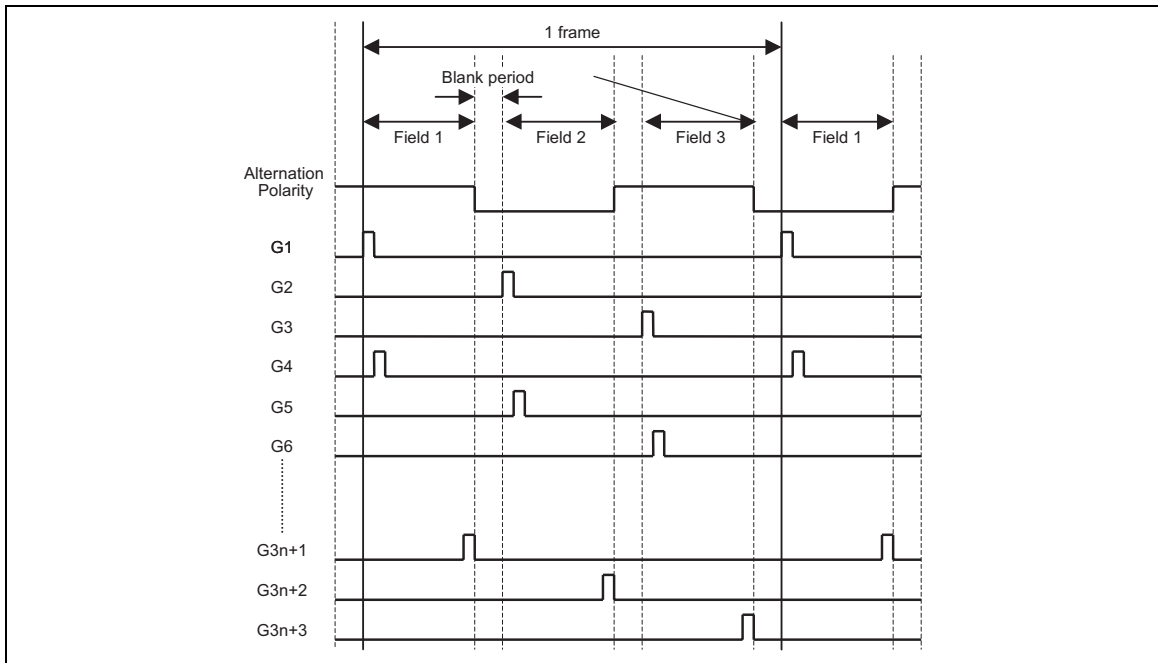 1 frame
Blank period
Field 1
Field 2
Field 3
Field 1
Alternation
Polarity
G1
G2
G3
G4
G5
G6
G3n+1
G3n+2
G3n+3